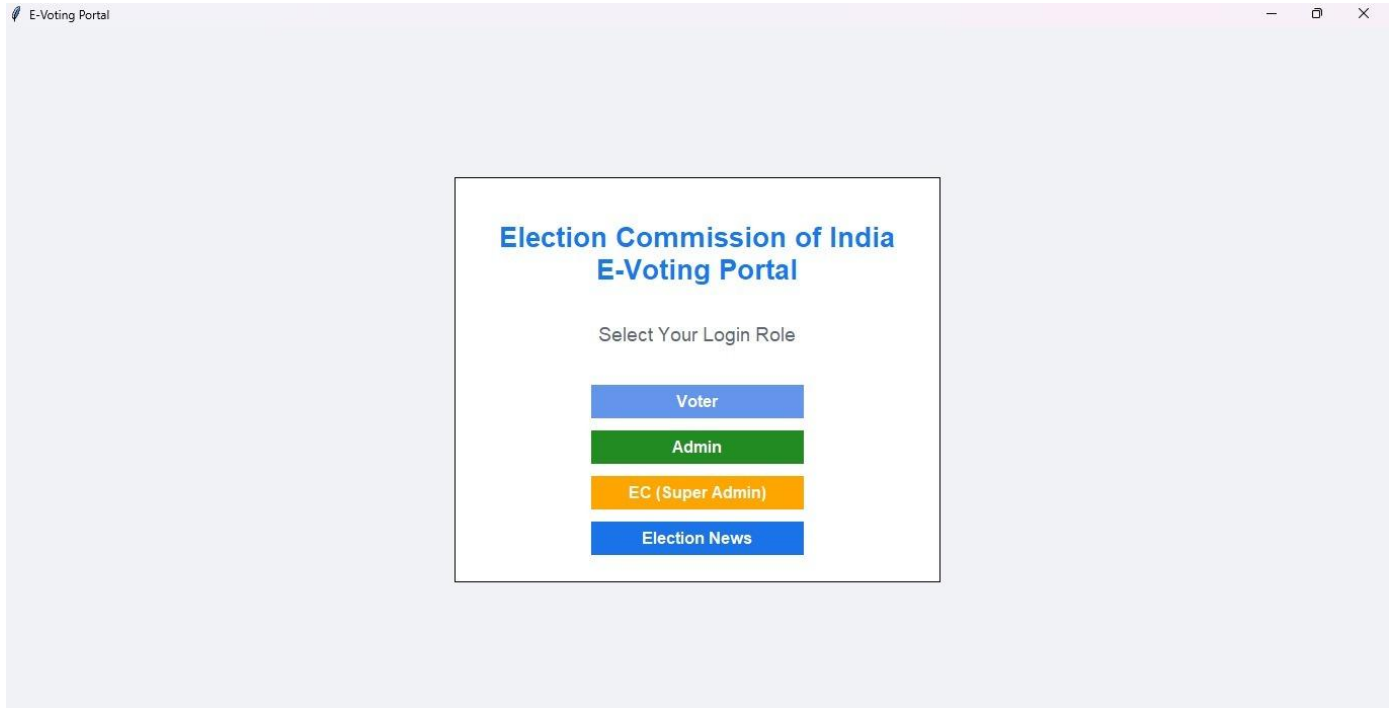 E-Voting Portal
Election Commission of India
E-Voting Portal
Select Your Login Role
Voter
Admin
EC (Super Admin)
Election News